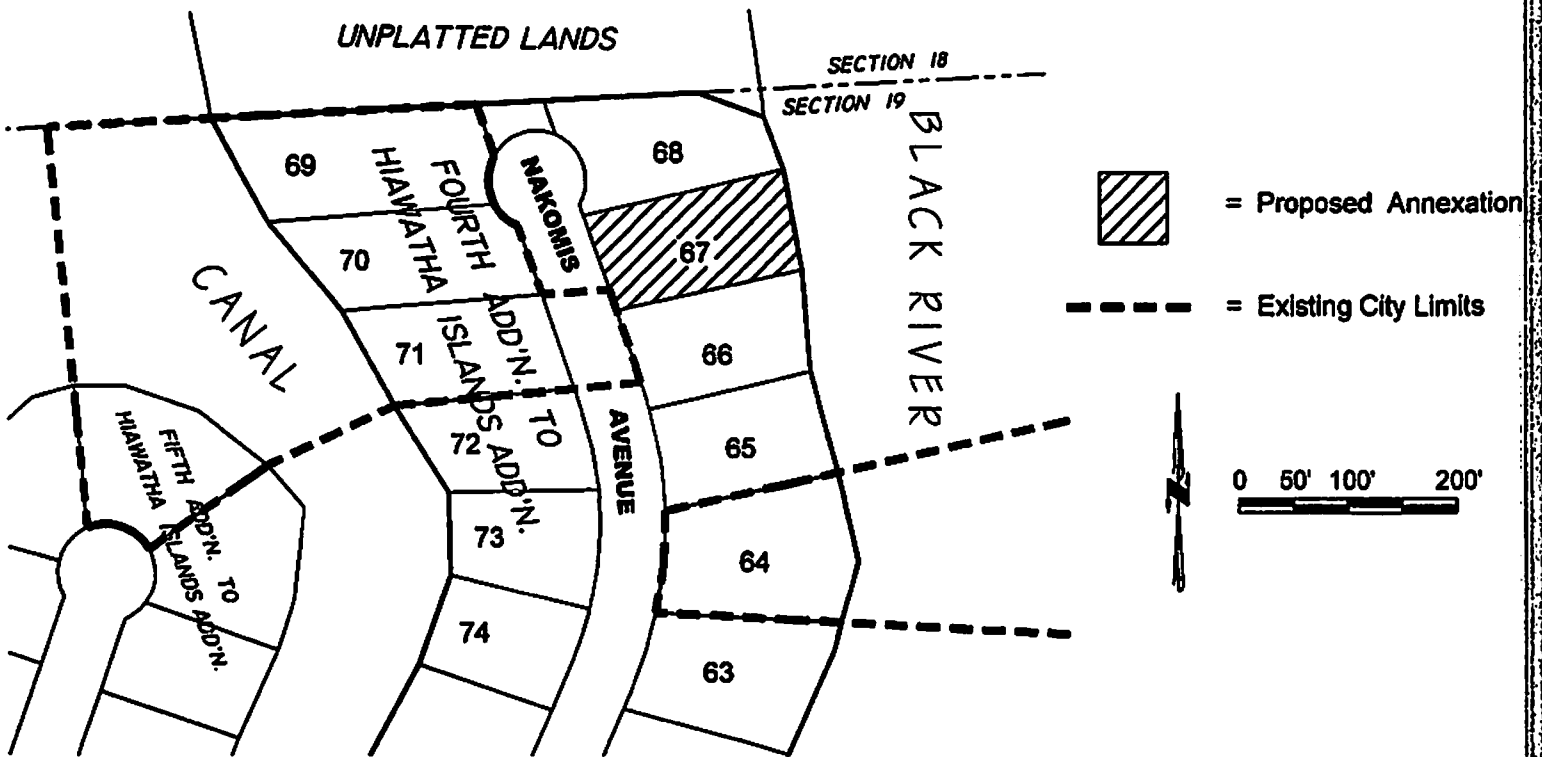 UNPLATTED LANDS
SECTION 18
SECTION 19
BLACK RIVER
69
68
FOURTH ADD'N. TO
HIAWATHA ISLANDS ADD'N.
NAKOMIS
AVENUE
67
70
71
66
72
65
73
64
74
63
CANAL
FIFTH ADD'N. TO
HIAWATHA ISLANDS ADD'N.
= Proposed Annexation
= Existing City Limits
N
0 50' 100' 200'